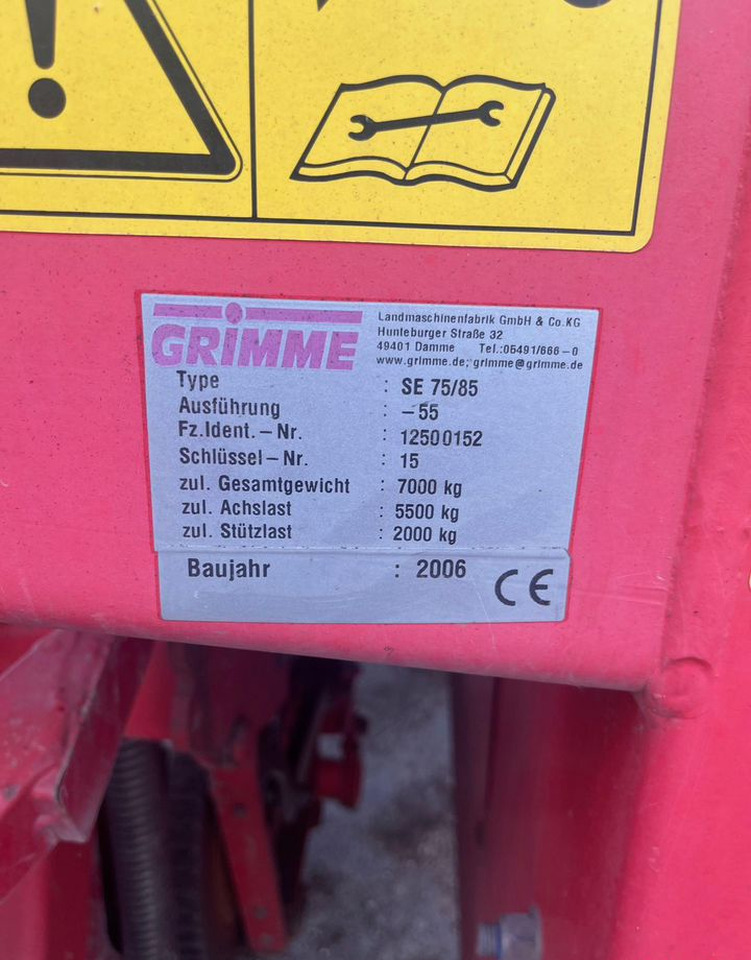 GRIMME
Landmaschinenfabrik GmbH & Co.KG
Hunteburger Straße 32
49401 Damme Tel.:05491/666-0
www.grimme.de; grimme@grimme.de
Type : SE 75/85
Ausführung : -55
Fz.Ident.-Nr. : 12500152
Schlüssel-Nr. : 15
zul. Gesamtgewicht : 7000 kg
zul. Achslast : 5500 kg
zul. Stützlast : 2000 kg
Baujahr : 2006 CE